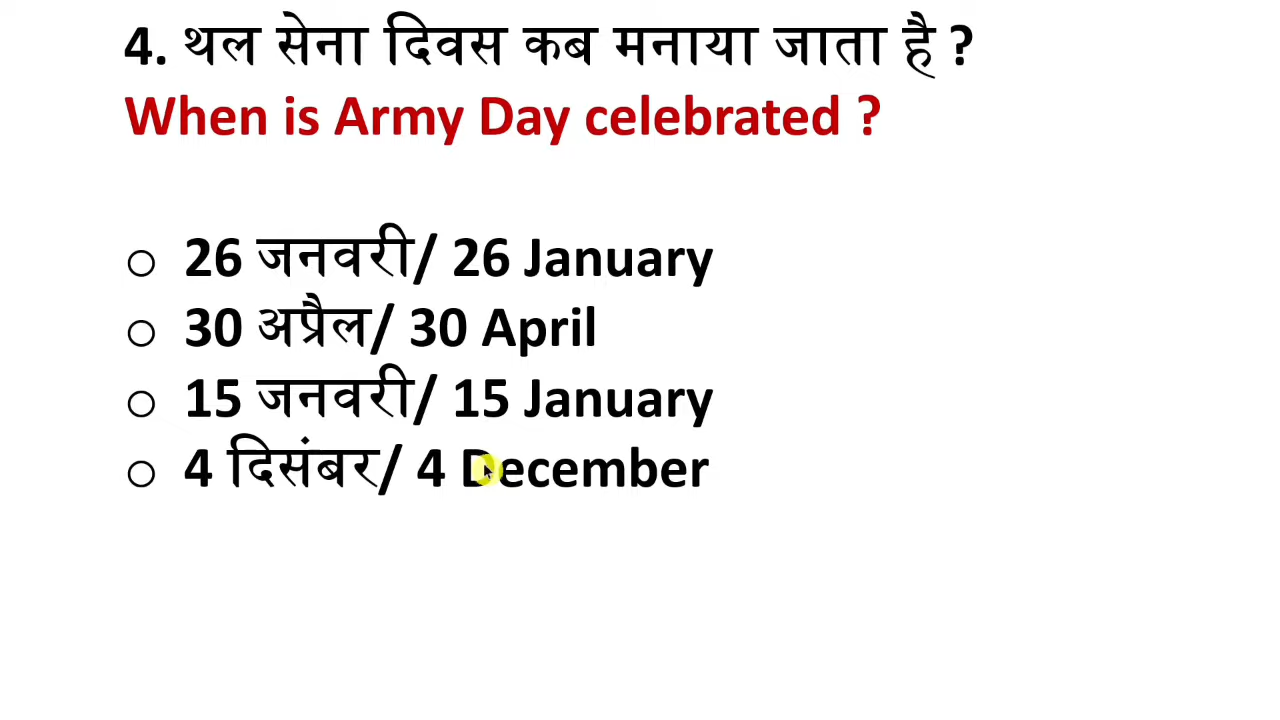 4. थल सेना दिवस कब मनाया जाता है ?
When is Army Day celebrated ?
26 जनवरी/ 26 January
30 अप्रैल/ 30 April
15 जनवरी/ 15 January
4 दिसंबर/ 4 December